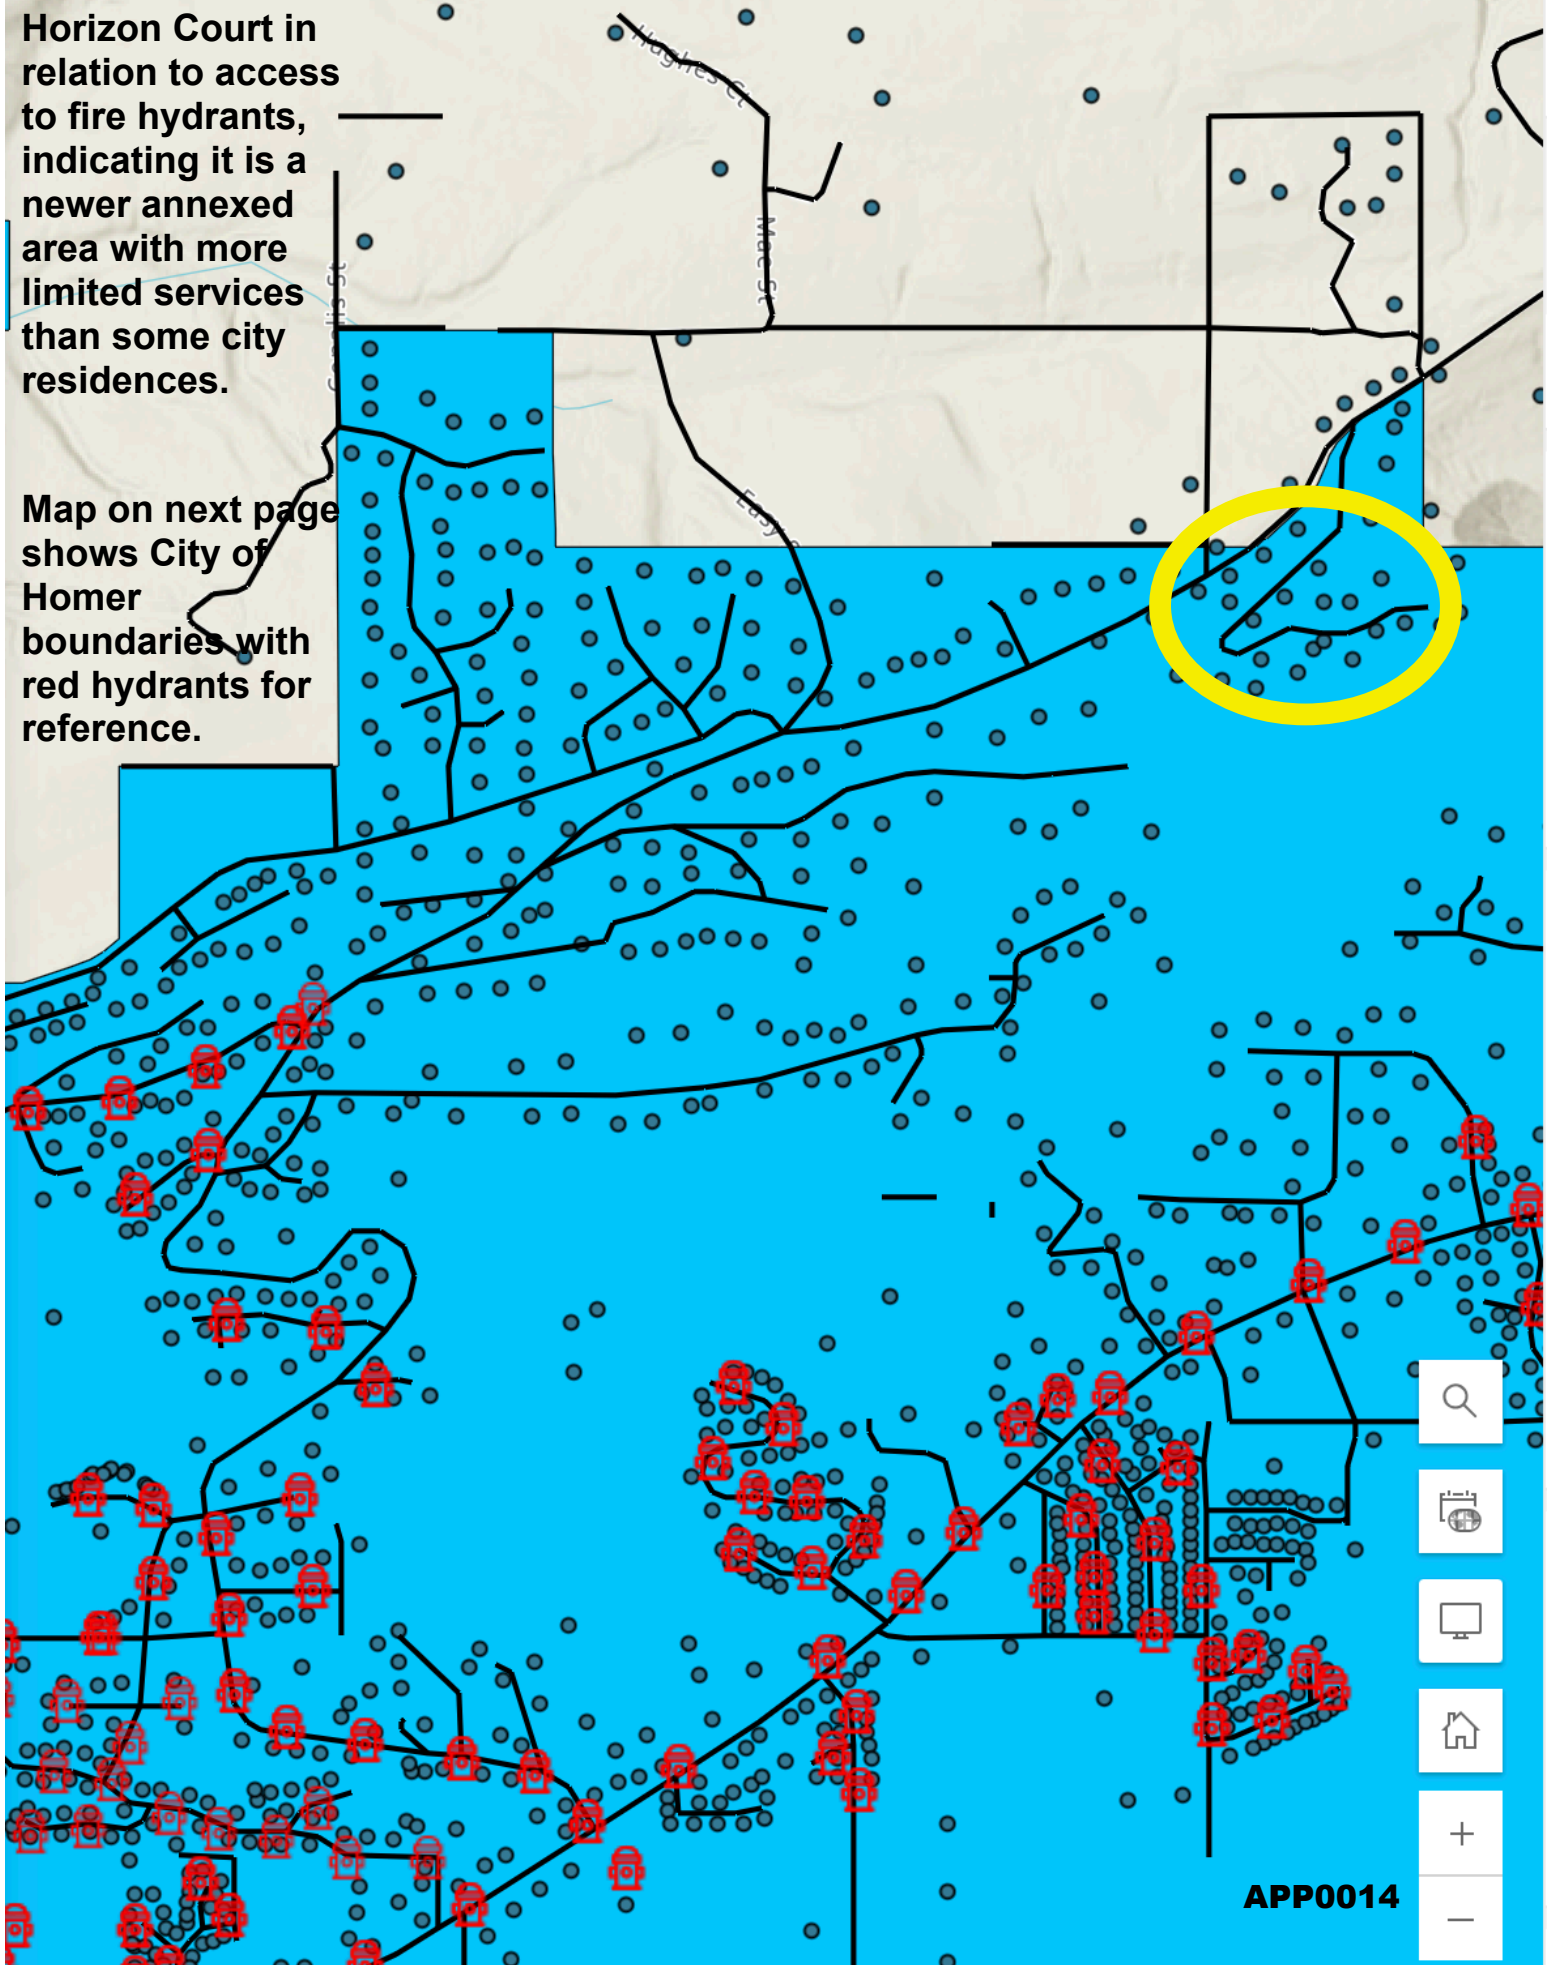 Horizon Court in
relation to access
to fire hydrants,
indicating it is a
newer annexed
area with more
limited services
than some city
residences.
Map on next page
shows City of
Homer
boundaries with
red hydrants for
reference.
Hughes Ct
Mae St
St
Easy
APP0014